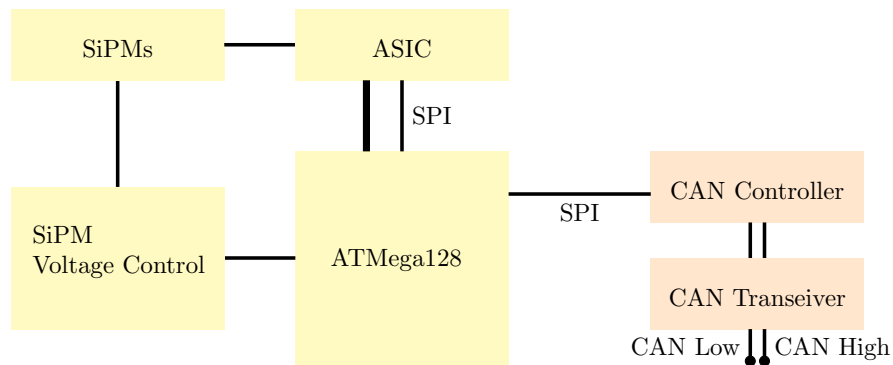 SiPMs
ASIC
SPI
CAN Controller
SPI
SiPM
Voltage Control
ATMega128
CAN Transeiver
CAN Low
CAN High